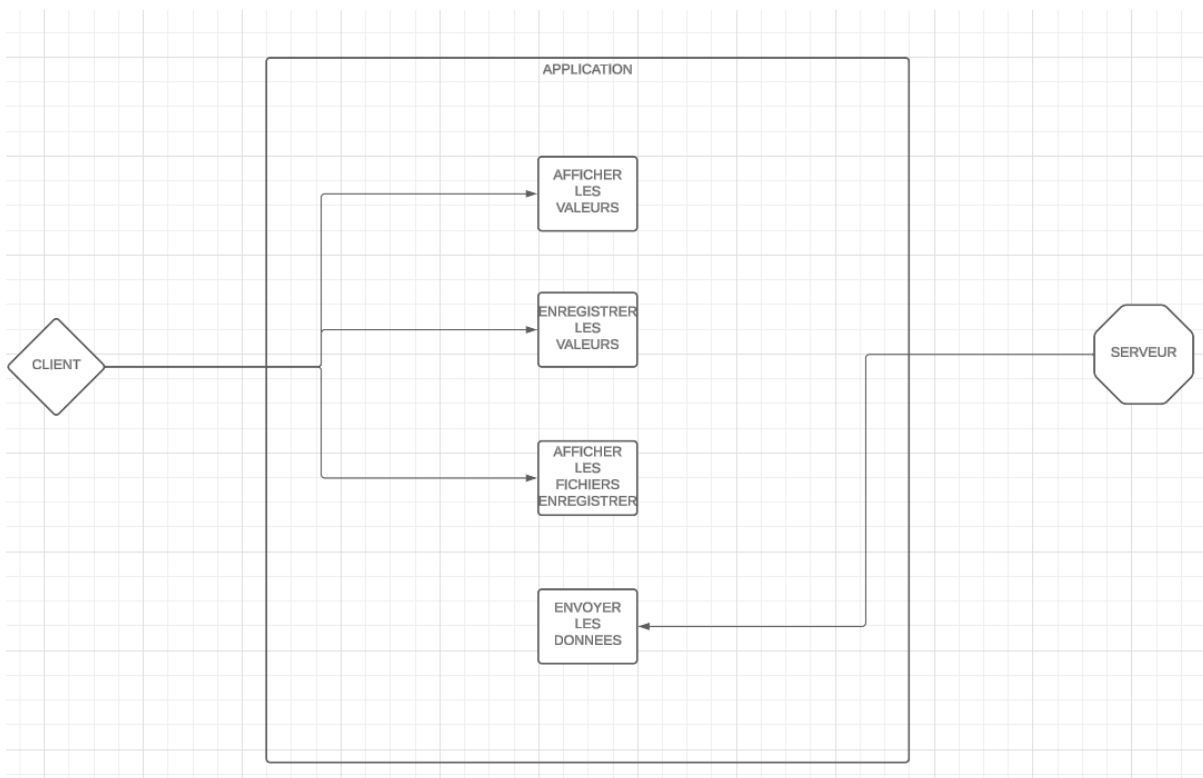 APPLICATION
AFFICHER
LES
VALEURS
ENREGISTRER
LES
VALEURS
CLIENT
SERVEUR
AFFICHER
LES
FICHIERS
ENREGISTRER
ENVOYER
LES
DONNEES